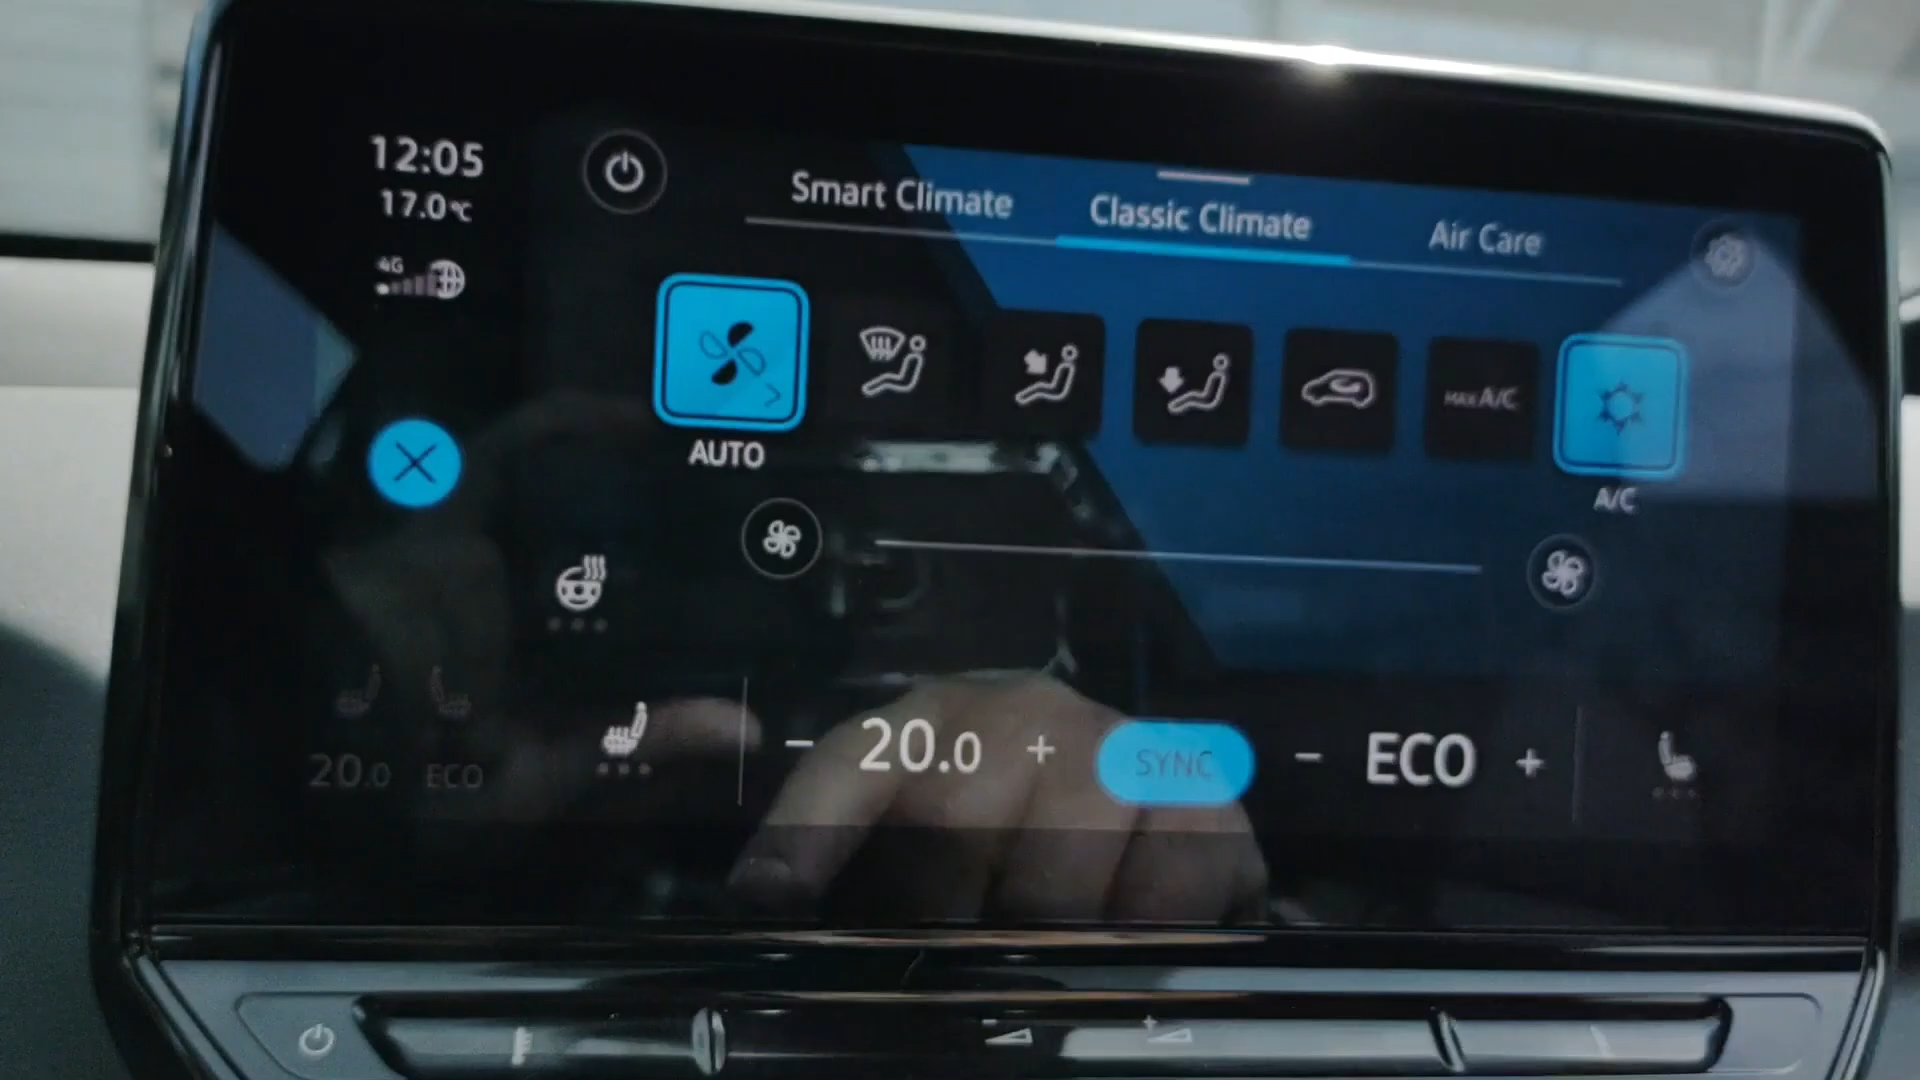 12:05
17.0°C
4G
Smart Climate
Classic Climate
Air Care
AUTO
MAX A/C
A/C
20.0
ECO
− 20.0 +
SYNC
− ECO +